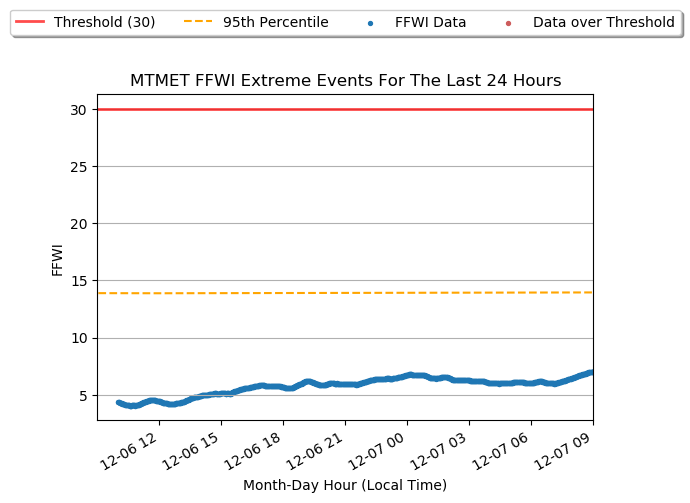 Threshold (30) 95th Percentile FFWI Data Data over Threshold
MTMET FFWI Extreme Events For The Last 24 Hours
30
25
20
15
10
5
FFWI
12-06 12 12-06 15 12-06 18 12-06 21 12-07 00 12-07 03 12-07 06 12-07 09
Month-Day Hour (Local Time)